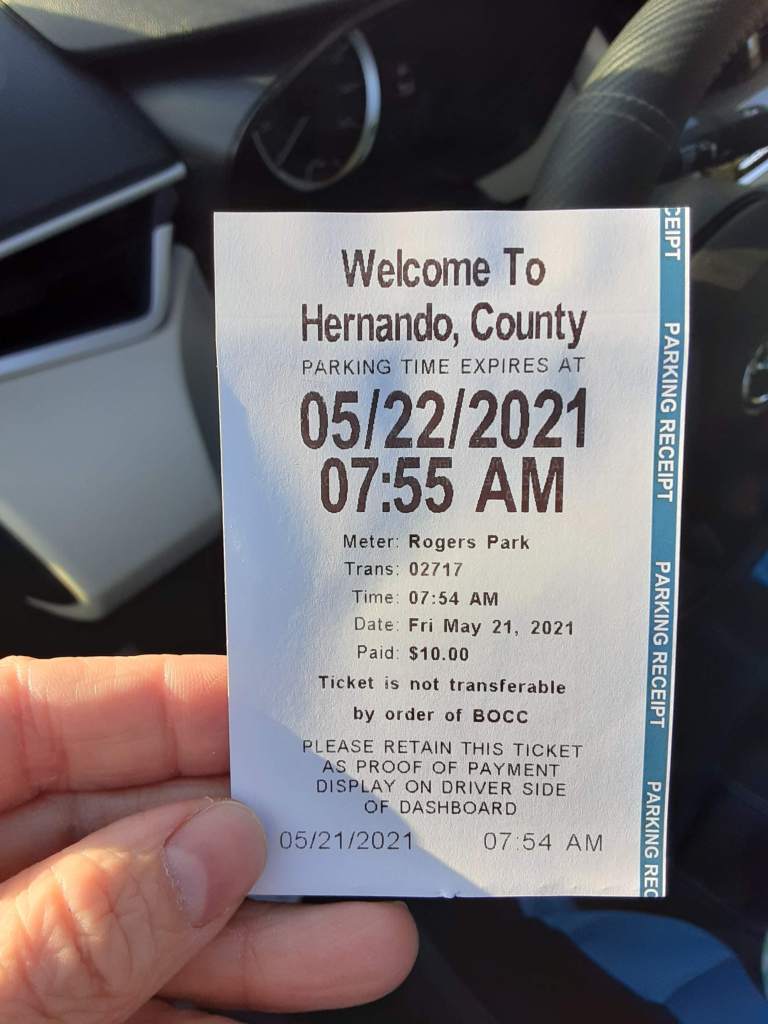 Welcome To
Hernando, County
PARKING TIME EXPIRES AT
05/22/2021
07:55 AM
Meter: Rogers Park
Trans: 02717
Time: 07:54 AM
Date: Fri May 21, 2021
Paid: $10.00
Ticket is not transferable
by order of BOCC
PLEASE RETAIN THIS TICKET
AS PROOF OF PAYMENT
DISPLAY ON DRIVER SIDE
OF DASHBOARD
05/21/2021 07:54 AM
CEIPT
PARKING RECEIPT
PARKING RECEIPT
PARKING REC